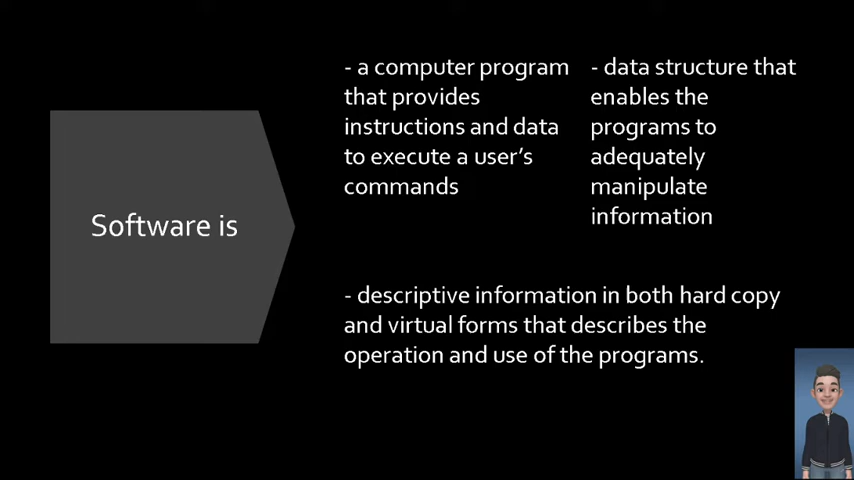 Software is
- a computer program
that provides
instructions and data
to execute a user's
commands
- data structure that
enables the
programs to
adequately
manipulate
information
- descriptive information in both hard copy
and virtual forms that describes the
operation and use of the programs.